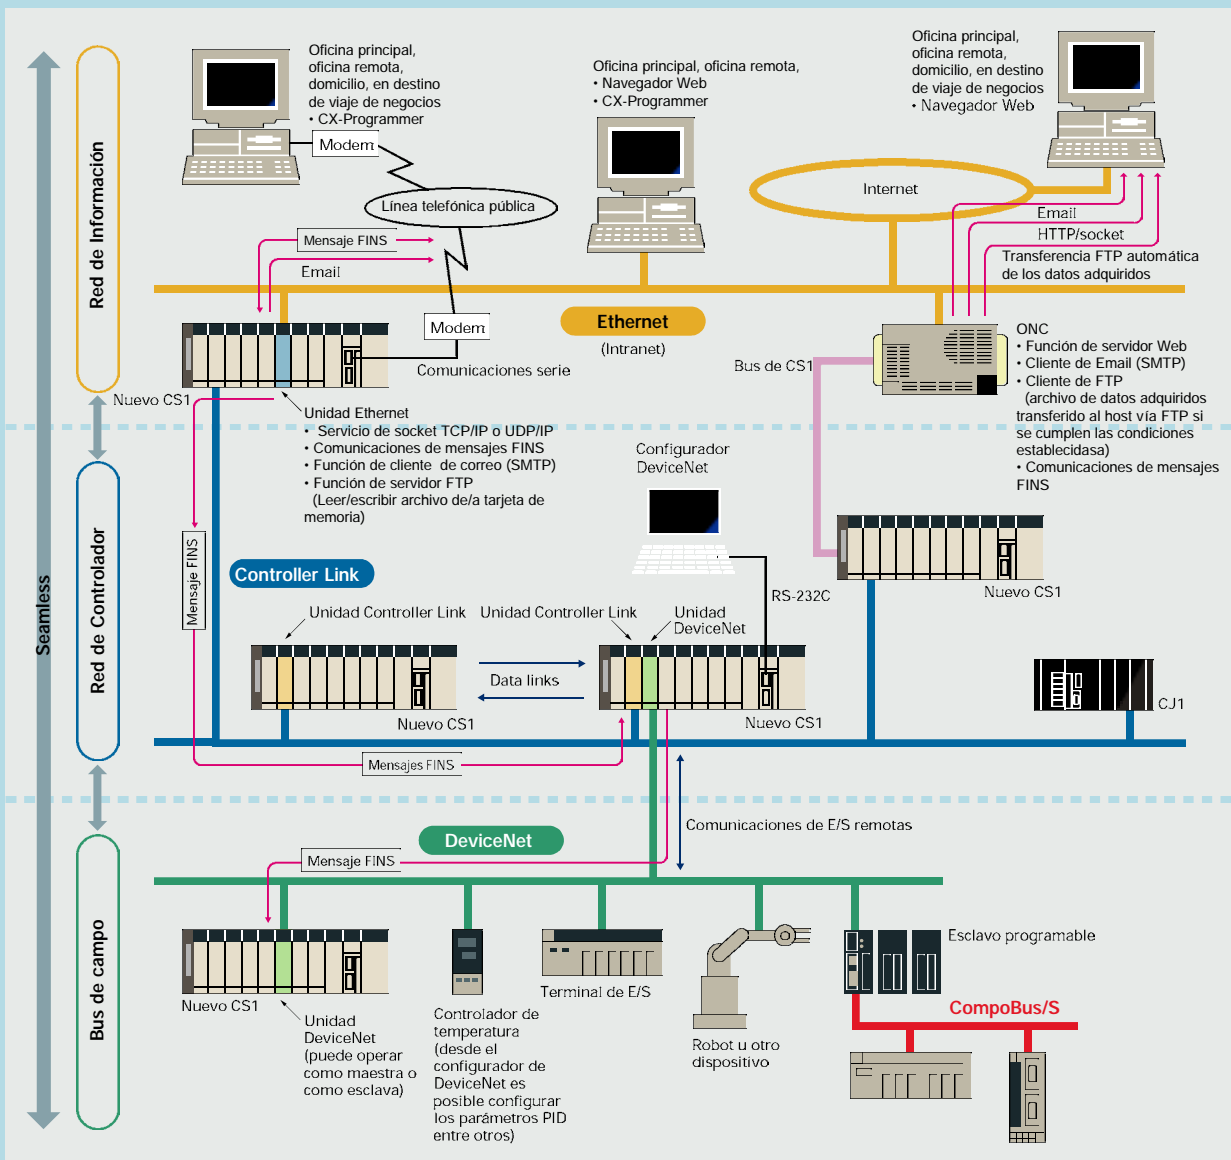 Seamless
Red de Información
Red de Controlador
Bus de campo
Oficina principal,
oficina remota,
domicilio, en destino
de viaje de negocios
• CX-Programmer
Modem
Línea telefónica pública
Mensaje FINS
Email
Modem
Comunicaciones serie
Oficina principal, oficina remota,
• Navegador Web
• CX-Programmer
Oficina principal,
oficina remota,
domicilio, en destino
de viaje de negocios
• Navegador Web
Internet
Email
HTTP/socket
Transferencia FTP automática
de los datos adquiridos
Ethernet
(Intranet)
Bus de CS1
ONC
• Función de servidor Web
• Cliente de Email (SMTP)
• Cliente de FTP
(archivo de datos adquiridos
transferido al host vía FTP si
se cumplen las condiciones
establecidasa)
• Comunicaciones de mensajes
FINS
Nuevo CS1
Unidad Ethernet
• Servicio de socket TCP/IP o UDP/IP
• Comunicaciones de mensajes FINS
• Función de cliente de correo (SMTP)
• Función de servidor FTP
(Leer/escribir archivo de/a tarjeta de
memoria)
Configurador
DeviceNet
Mensaje FINS
Controller Link
RS-232C
Nuevo CS1
Unidad Controller Link
Unidad Controller Link
Unidad
DeviceNet
Data links
Nuevo CS1
Nuevo CS1
CJ1
Mensajes FINS
Comunicaciones de E/S remotas
DeviceNet
Mensaje FINS
Nuevo CS1
Unidad
DeviceNet
(puede operar
como maestra o
como esclava)
Controlador de
temperatura
(desde el
configurador de
DeviceNet es
posible configurar
los parámetros PID
entre otros)
Terminal de E/S
Robot u otro
dispositivo
Esclavo programable
CompoBus/S